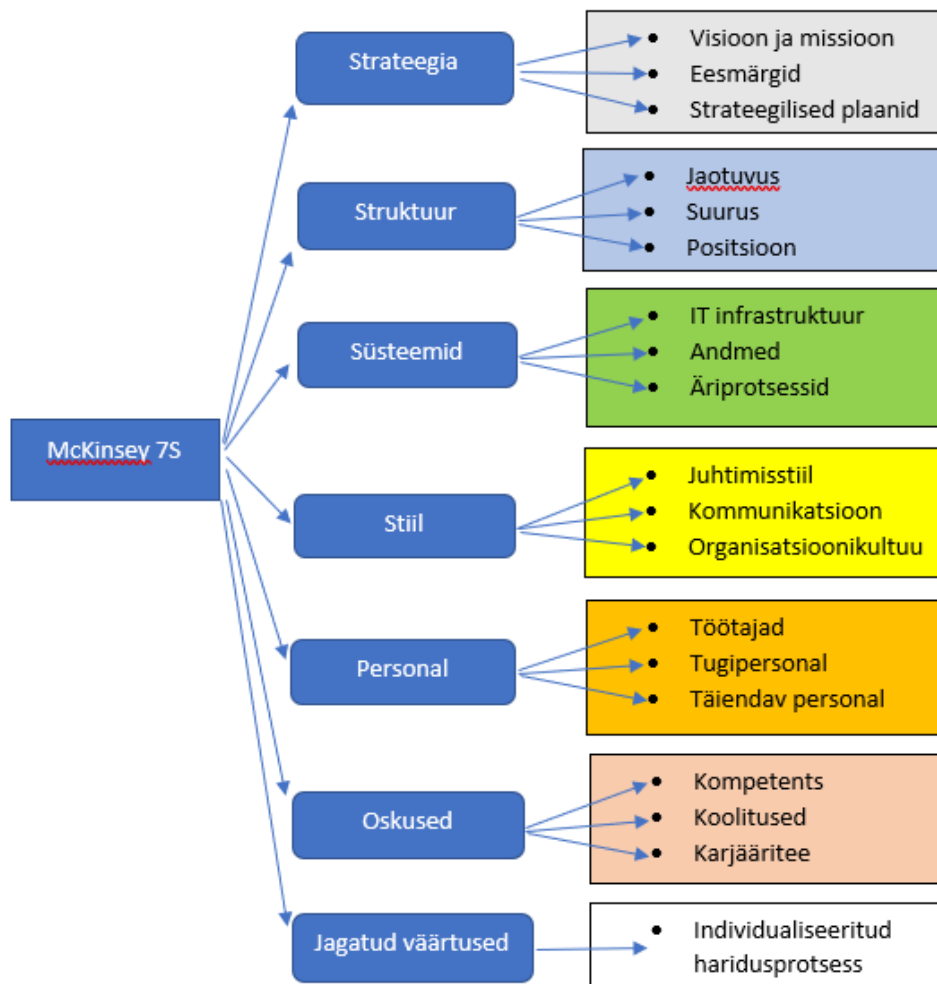 Strateegia
Visioon ja missioon
Eesmärgid
Strateegilised plaanid
Struktuur
Jaotuvus
Suurus
Positsioon
Süsteemid
IT infrastruktuur
Andmed
Äriprotsessid
McKinsey 7S
Stiil
Juhtimisstiil
Kommunikatsioon
Organisatsioonikultuu
Personal
Töötajad
Tugipersonal
Täiendav personal
Oskused
Kompetents
Koolitused
Karjääritee
Jagatud väärtused
Individualiseeritud
haridusprotsess